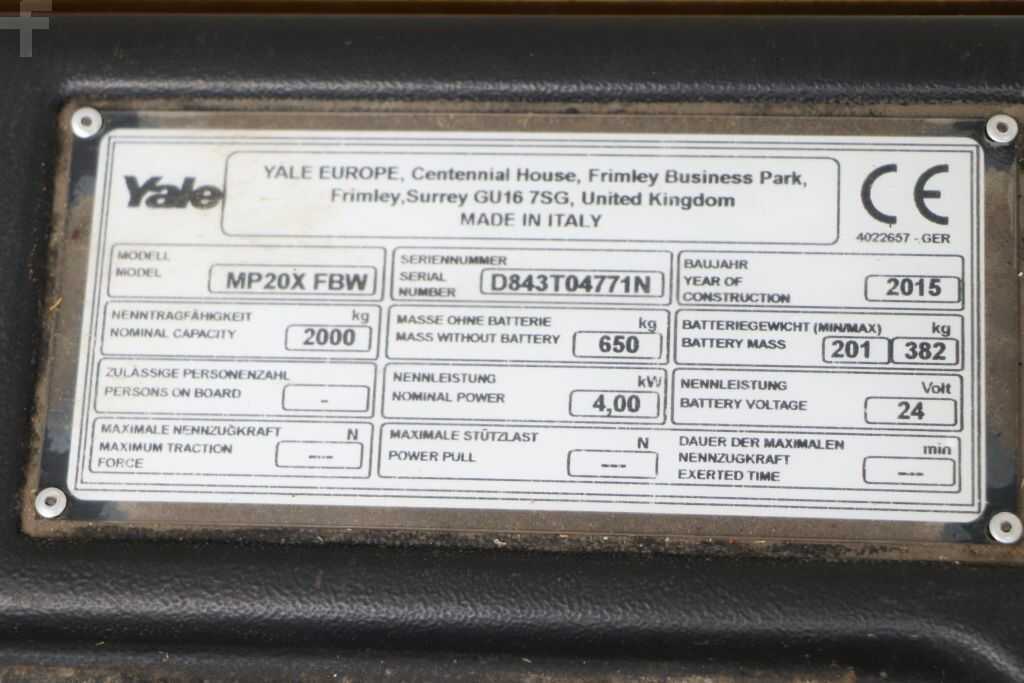 Yale
YALE EUROPE, Centennial House, Frimley Business Park,
Frimley,Surrey GU16 7SG, United Kingdom
MADE IN ITALY
CE
4022657 - GER
MODELL
MODEL
MP20X FBW
SERIENNUMMER
SERIAL
NUMBER
D843T04771N
BAUJAHR
YEAR OF
CONSTRUCTION
2015
NENNTRAGFÄHIGKEIT kg
NOMINAL CAPACITY
2000
MASSE OHNE BATTERIE kg
MASS WITHOUT BATTERY
650
BATTERIEGEWICHT (MIN/MAX) kg
BATTERY MASS
201 382
ZULÄSSIGE PERSONENZAHL
PERSONS ON BOARD
-
NENNLEISTUNG kW
NOMINAL POWER
4,00
NENNLEISTUNG Volt
BATTERY VOLTAGE
24
MAXIMALE NENNZUGKRAFT N
MAXIMUM TRACTION
FORCE
---
MAXIMALE STÜTZLAST N
POWER PULL
---
DAUER DER MAXIMALEN min
NENNZUGKRAFT
EXERTED TIME
---